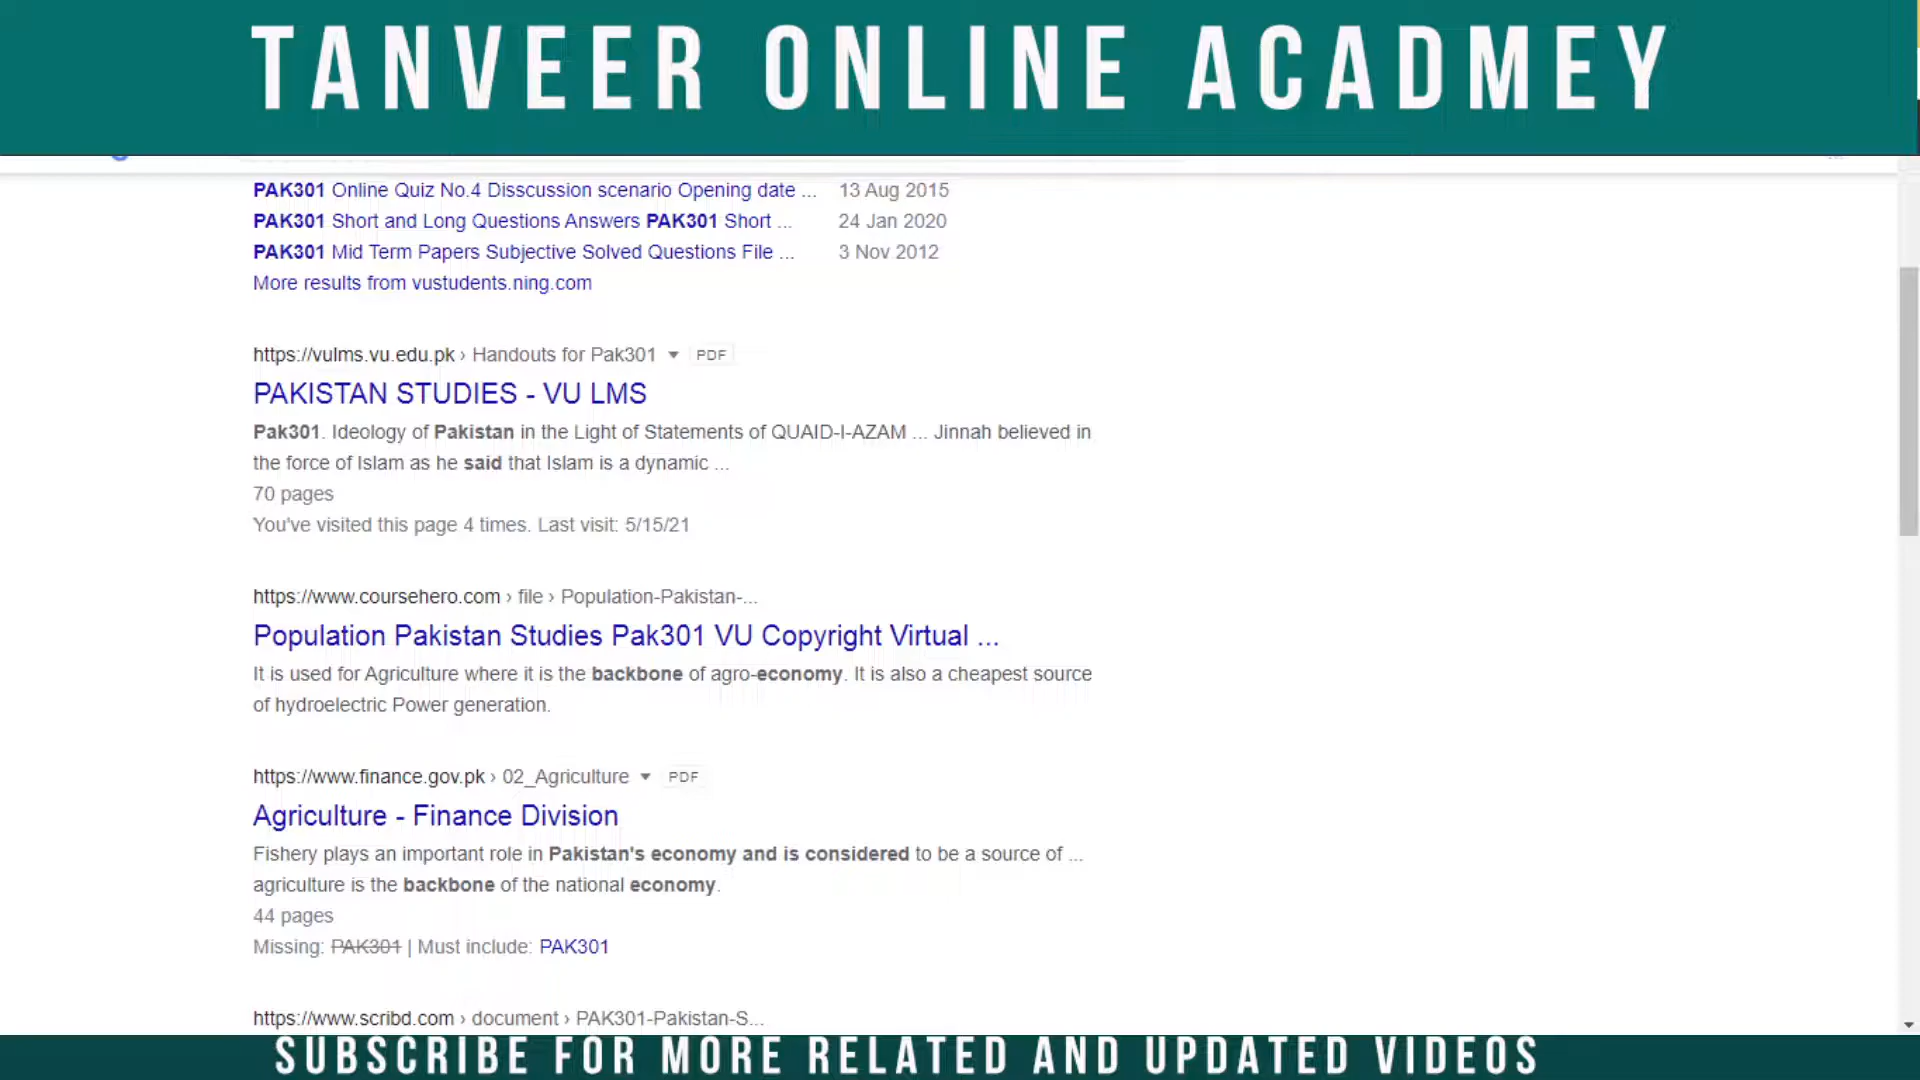 TANVEER ONLINE ACADMEY
PAK301 Online Quiz No.4 Disscussion scenario Opening date ... 13 Aug 2015
PAK301 Short and Long Questions Answers PAK301 Short ... 24 Jan 2020
PAK301 Mid Term Papers Subjective Solved Questions File ... 3 Nov 2012
More results from vustudents.ning.com
https://vulms.vu.edu.pk › Handouts for Pak301 PDF
PAKISTAN STUDIES - VU LMS
Pak301. Ideology of Pakistan in the Light of Statements of QUAID-I-AZAM ... Jinnah believed in
the force of Islam as he said that Islam is a dynamic ...
70 pages
You've visited this page 4 times. Last visit: 5/15/21
https://www.coursehero.com › file › Population-Pakistan-...
Population Pakistan Studies Pak301 VU Copyright Virtual ...
It is used for Agriculture where it is the backbone of agro-economy. It is also a cheapest source
of hydroelectric Power generation.
https://www.finance.gov.pk › 02_Agriculture PDF
Agriculture - Finance Division
Fishery plays an important role in Pakistan's economy and is considered to be a source of ...
agriculture is the backbone of the national economy.
44 pages
Missing: PAK301 | Must include: PAK301
https://www.scribd.com › document › PAK301-Pakistan-S...
SUBSCRIBE FOR MORE RELATED AND UPDATED VIDEOS